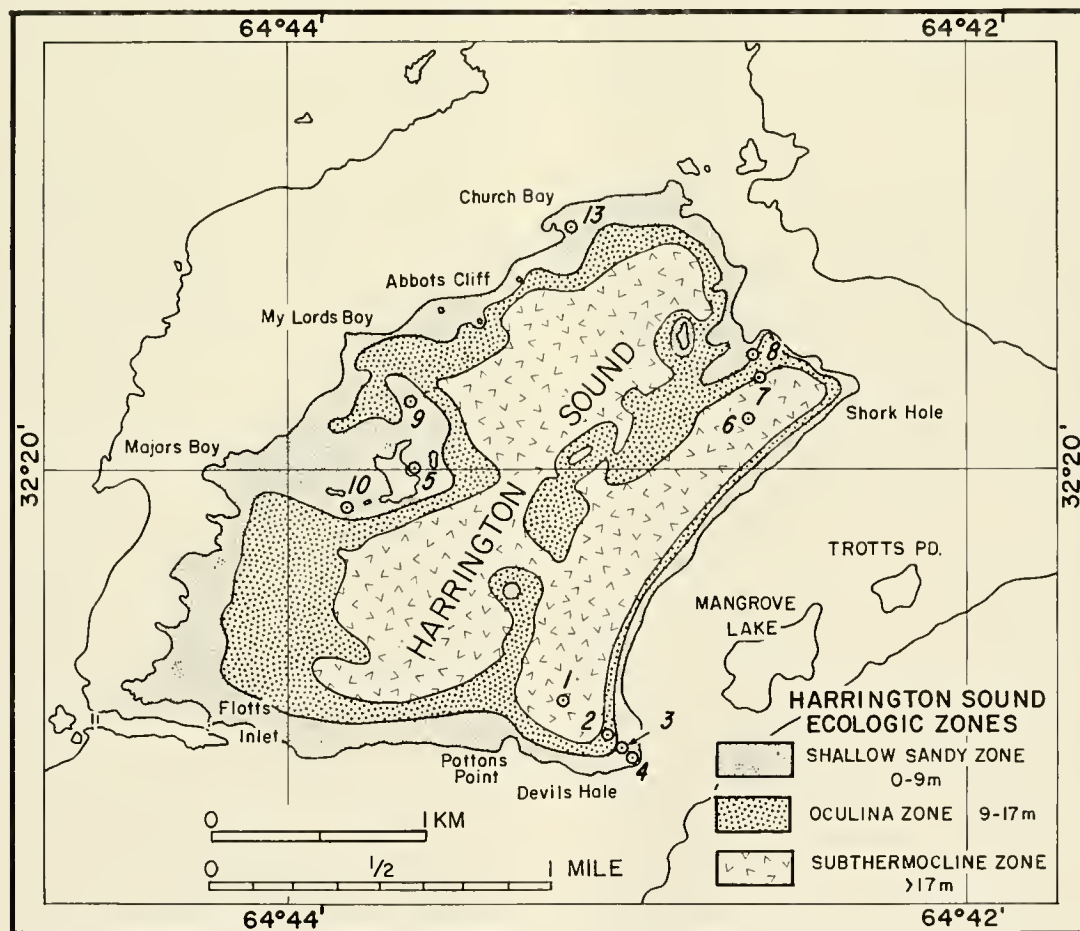 64°44' 64°42'
Church Bay
13
Abbots Cliff
My Lords Bay
8
7
9
6
Shark Hole
SOUND
Majors Bay
32°20' 32°20'
5
10
TROTTS PD.
HARRINGTON
MANGROVE
LAKE
1
HARRINGTON SOUND
ECOLOGIC ZONES
Flatts
Inlet
2
3
4
Pottons
Point
Devils Hole
SHALLOW SANDY ZONE
0-9m
OCULINA ZONE 9-17m
SUBTHERMOCLINE ZONE
>17m
0 1 KM
0 1/2 1 MILE
64°44' 64°42'